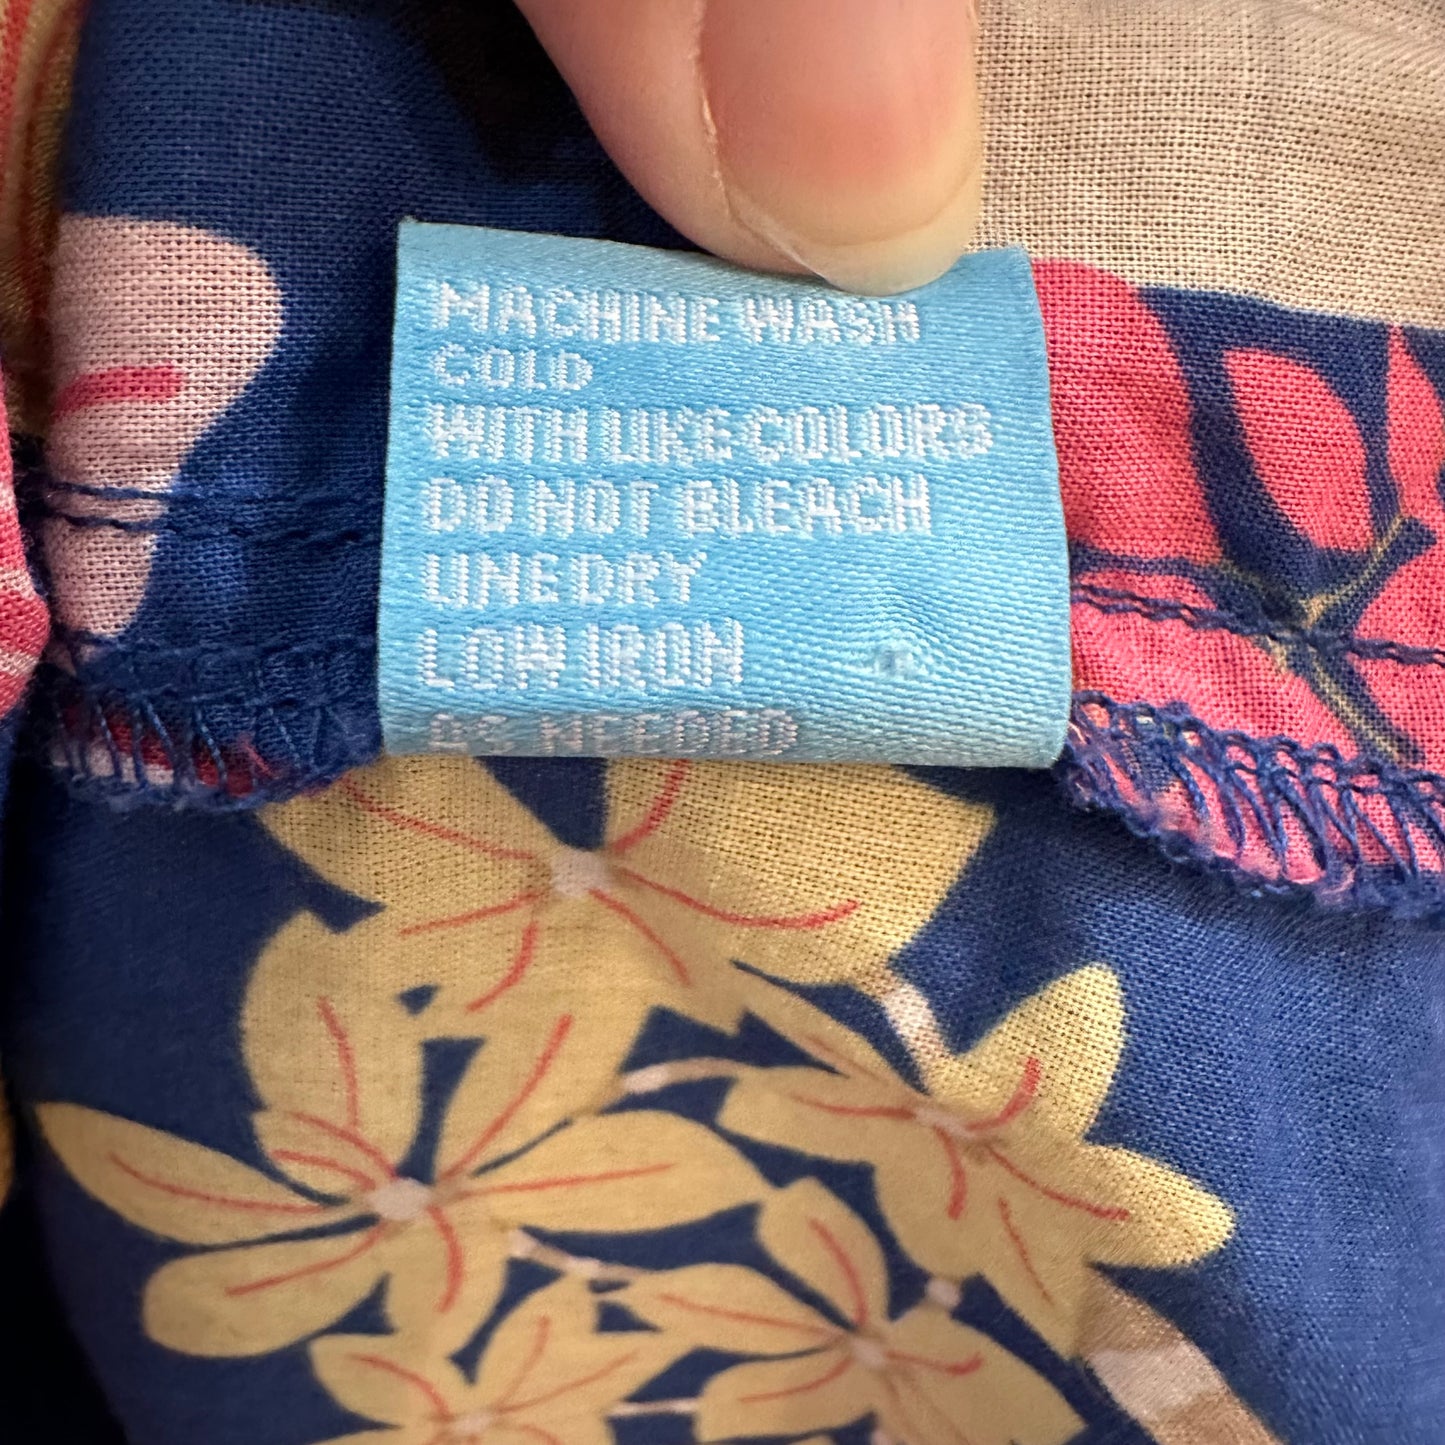 MACHINE WASH
COLD
WITH LIKE COLORS
DO NOT BLEACH
LINE DRY
LOW IRON
AS NEEDED